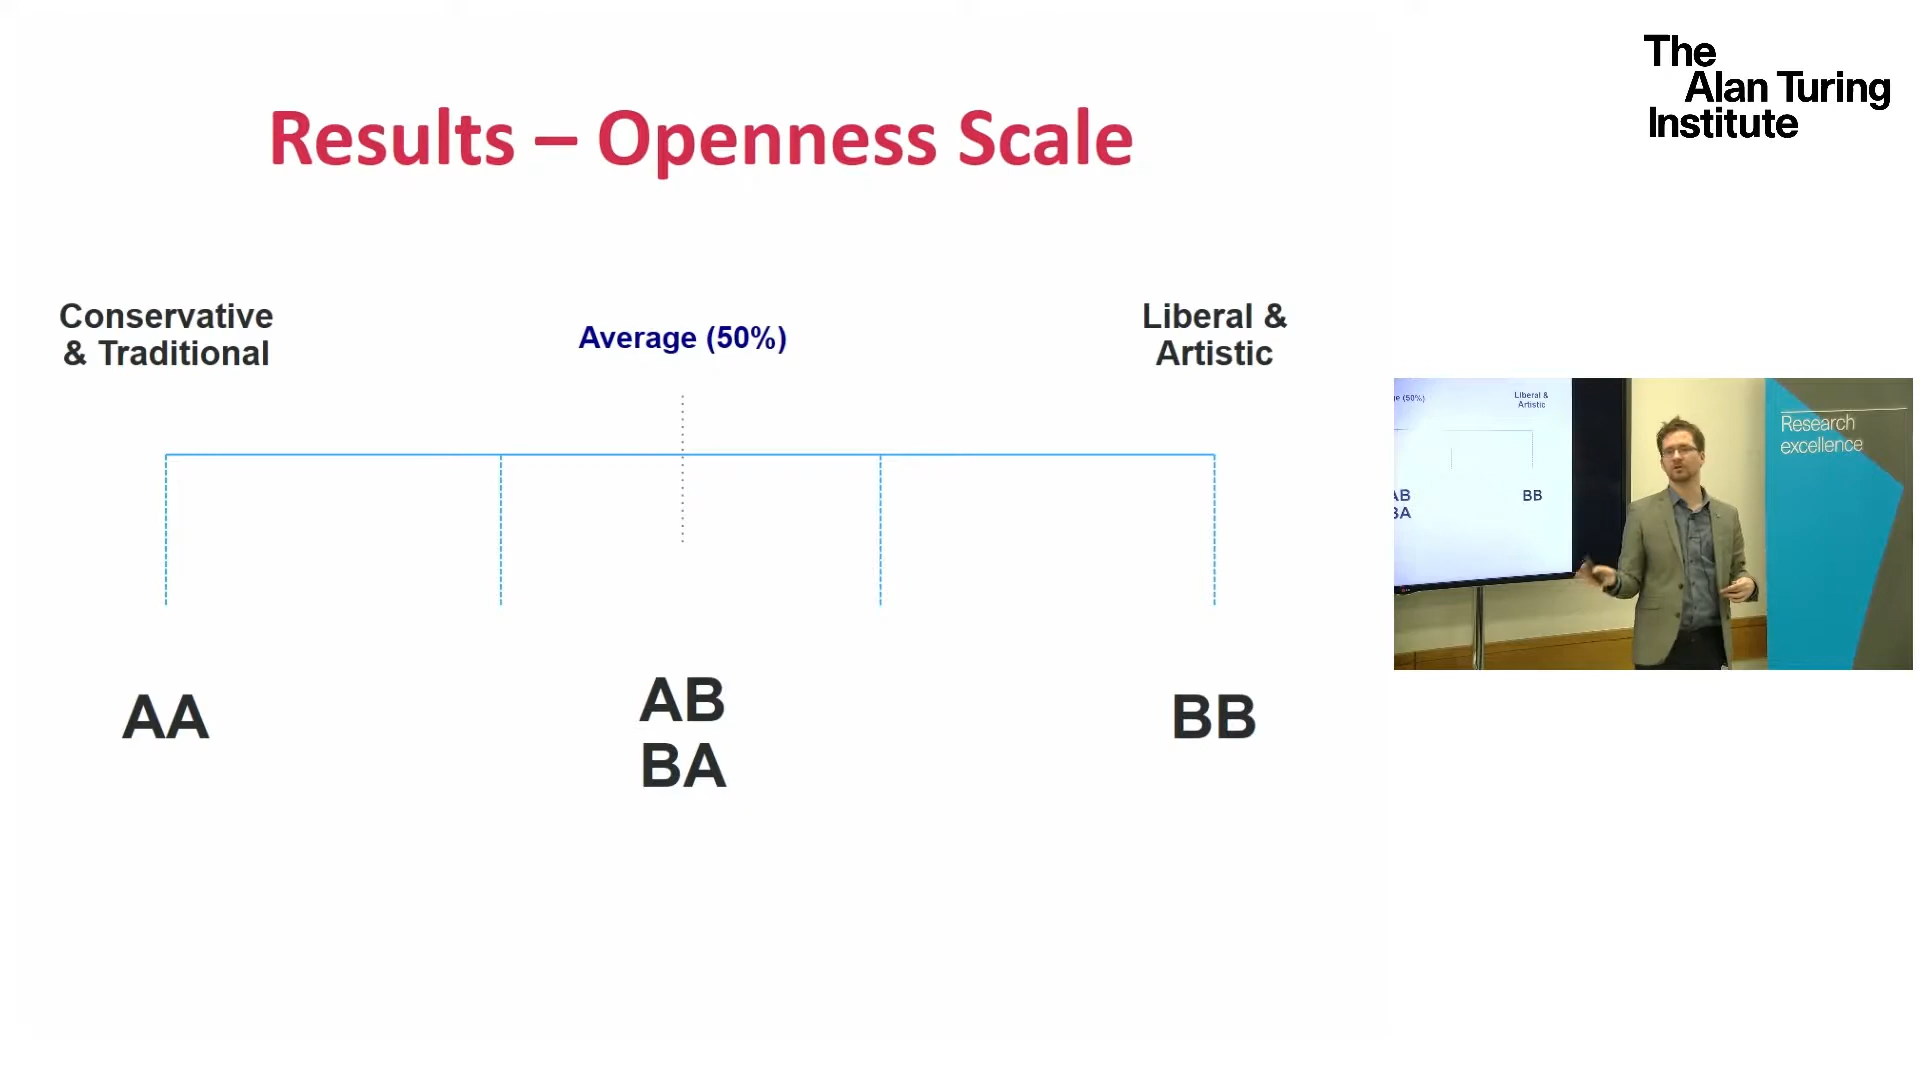 The
Alan Turing
Institute
Results – Openness Scale
Conservative
& Traditional
Average (50%)
Liberal &
Artistic
AA
AB
BA
BB
(50%)
Liberal &
Artistic
AB
BA
BB
Research
excellence